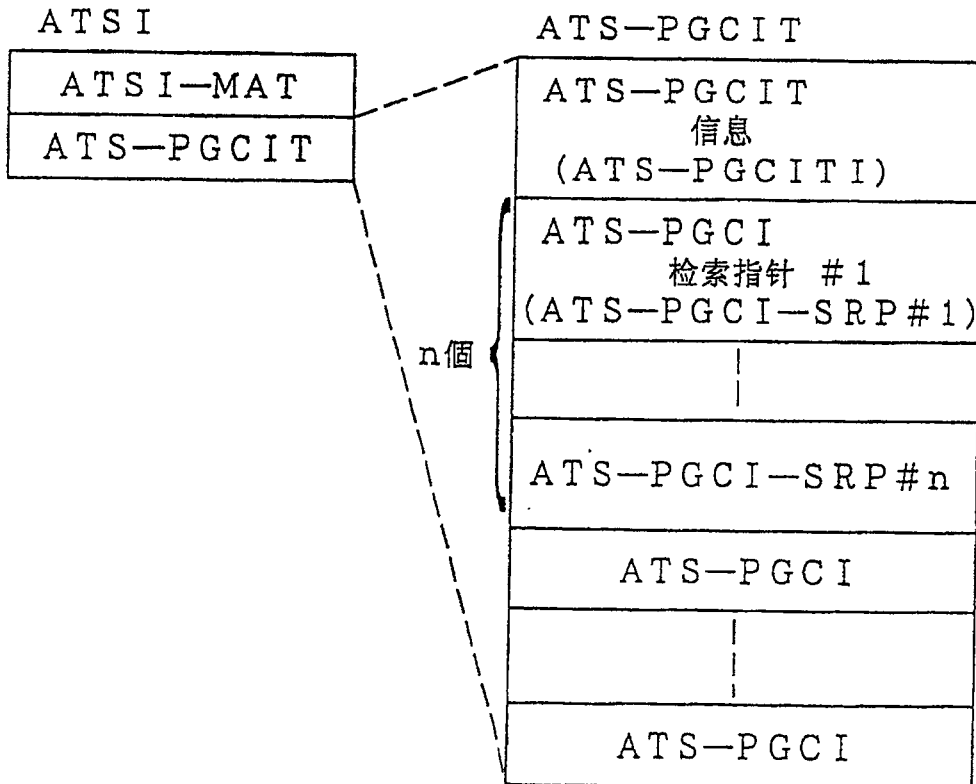 ATSI
ATSI—MAT
ATS—PGCIT
ATS—PGCIT
ATS—PGCIT
信息
(ATS—PGCITI)
ATS—PGCI
检索指针 #1
(ATS—PGCI—SRP#1)
n個
ATS—PGCI—SRP#n
ATS—PGCI
ATS—PGCI